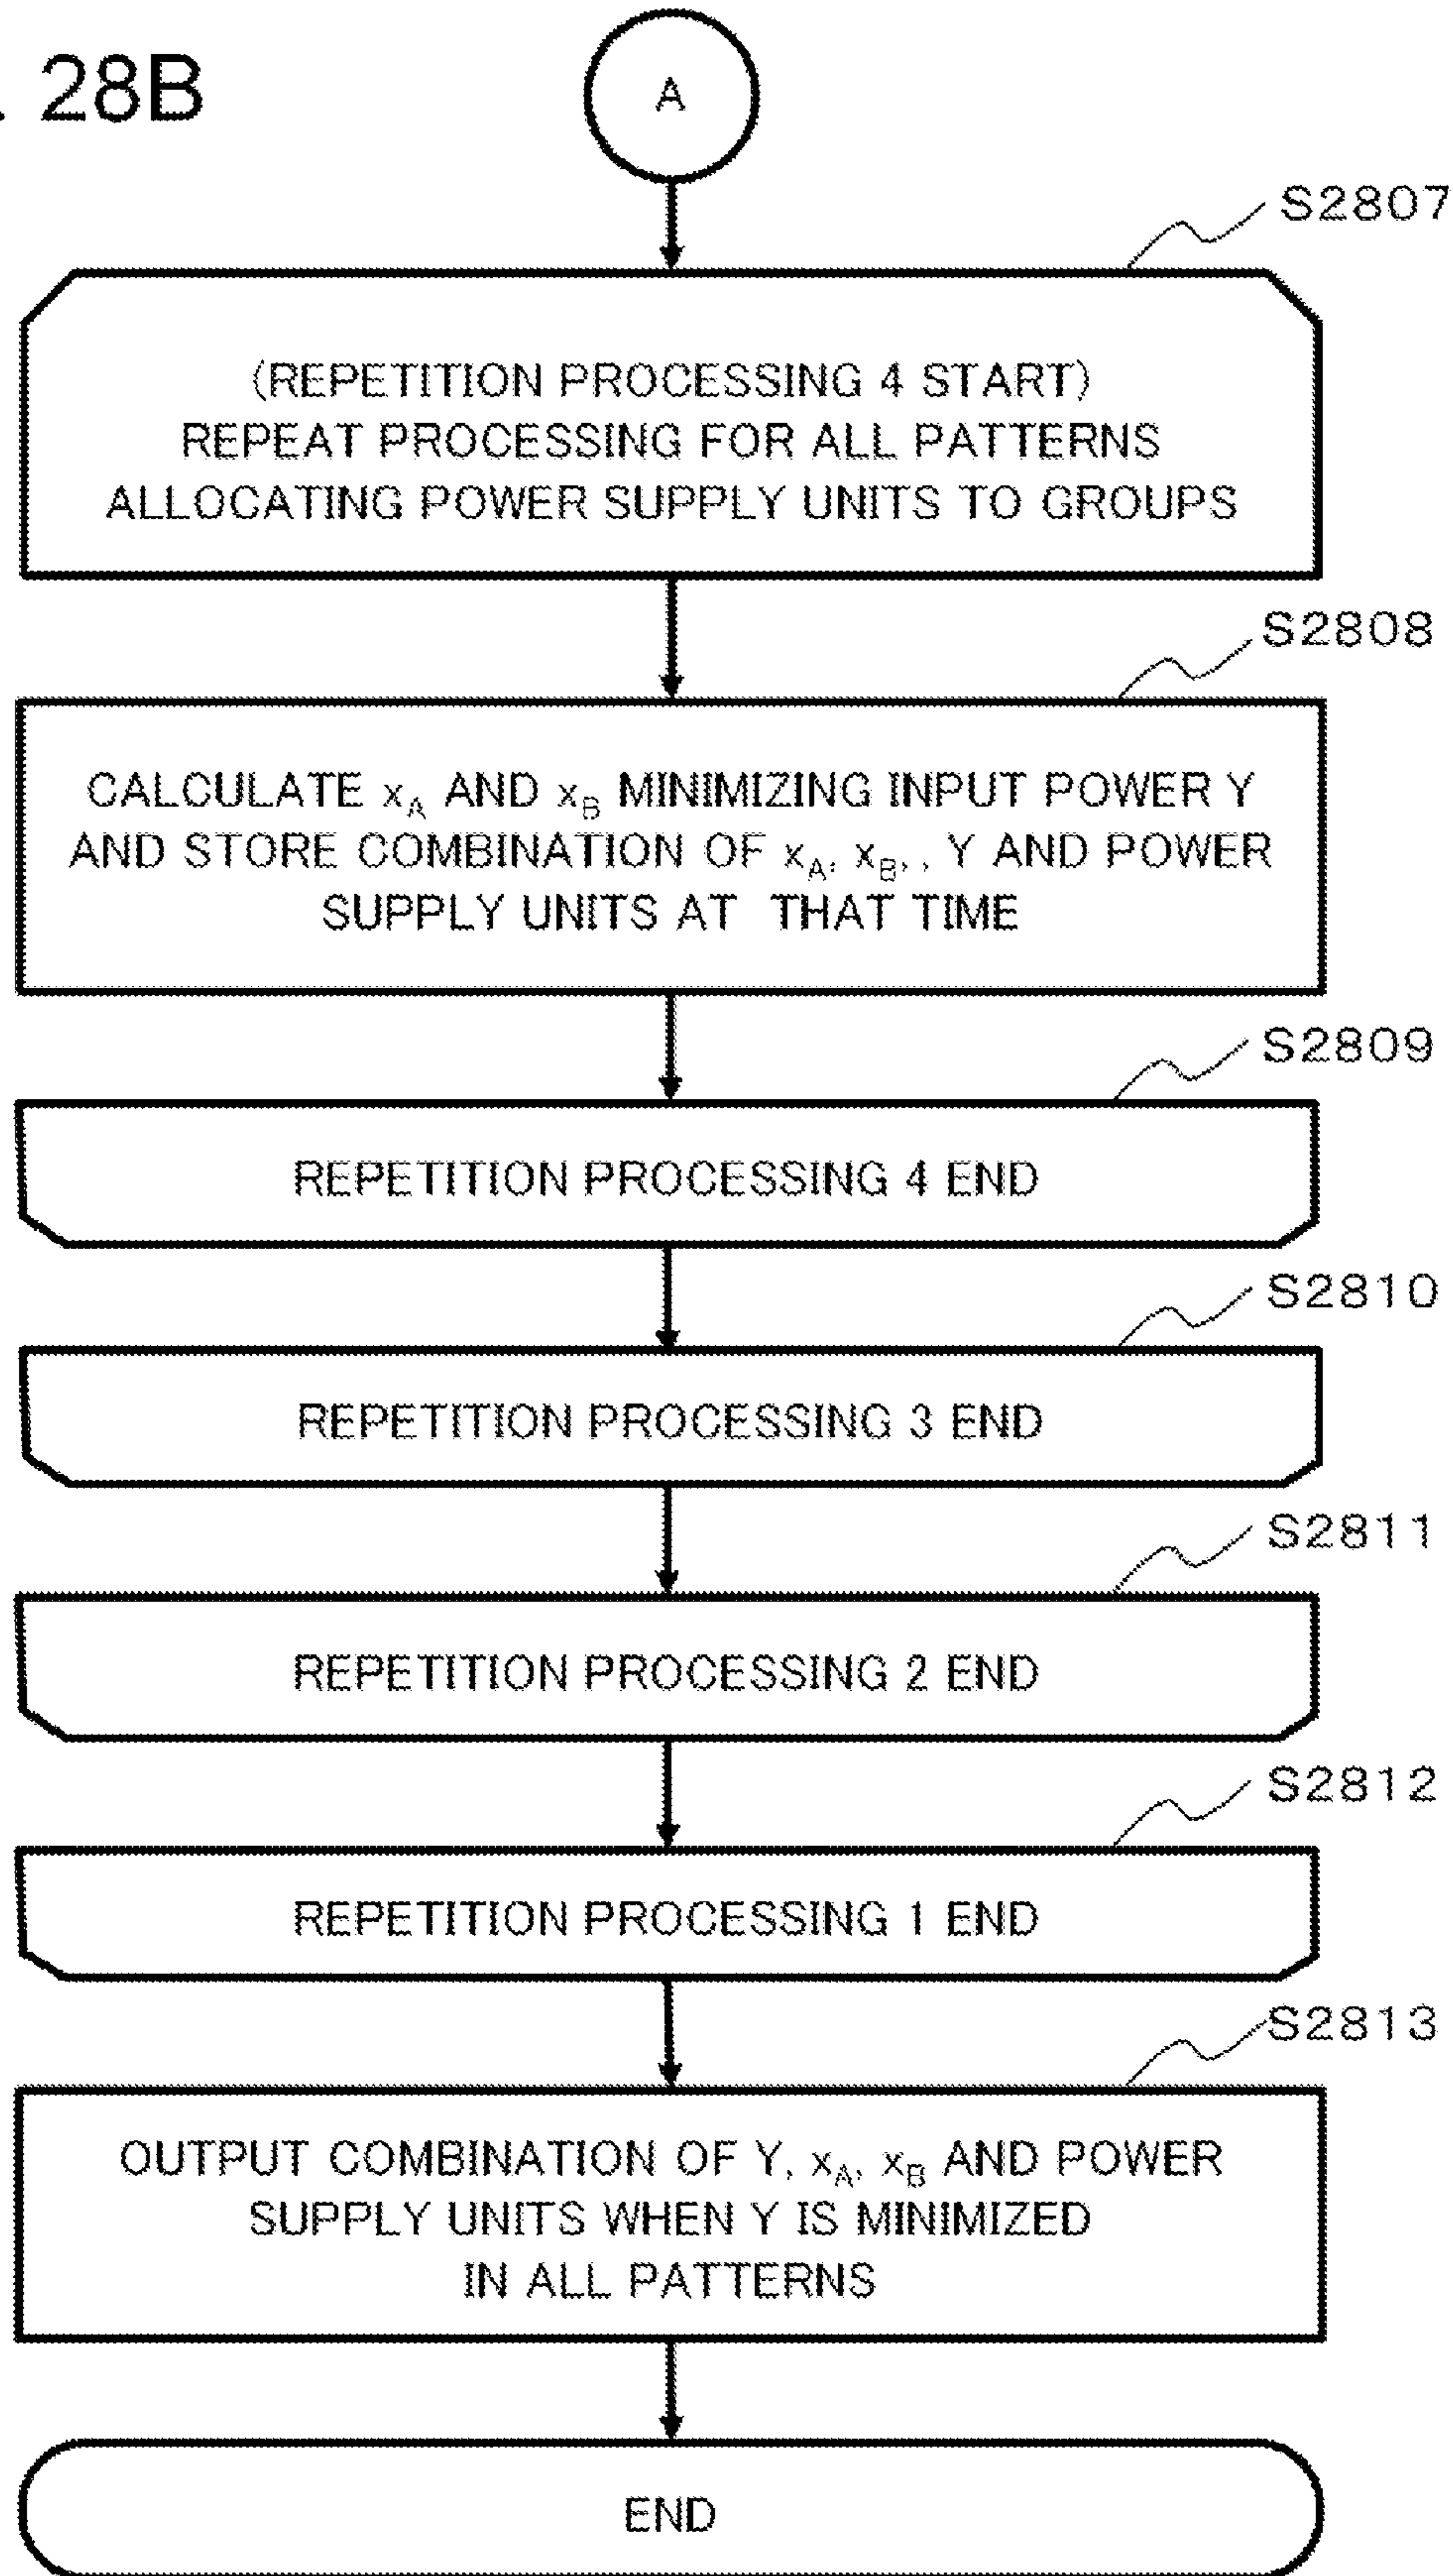 . 28B
A
S2807
(REPETITION PROCESSING 4 START)
REPEAT PROCESSING FOR ALL PATTERNS
ALLOCATING POWER SUPPLY UNITS TO GROUPS
S2808
CALCULATE xA AND xB MINIMIZING INPUT POWER Y
AND STORE COMBINATION OF xA, xB, , Y AND POWER
SUPPLY UNITS AT THAT TIME
S2809
REPETITION PROCESSING 4 END
S2810
REPETITION PROCESSING 3 END
S2811
REPETITION PROCESSING 2 END
S2812
REPETITION PROCESSING 1 END
S2813
OUTPUT COMBINATION OF Y, xA, xB AND POWER
SUPPLY UNITS WHEN Y IS MINIMIZED
IN ALL PATTERNS
END